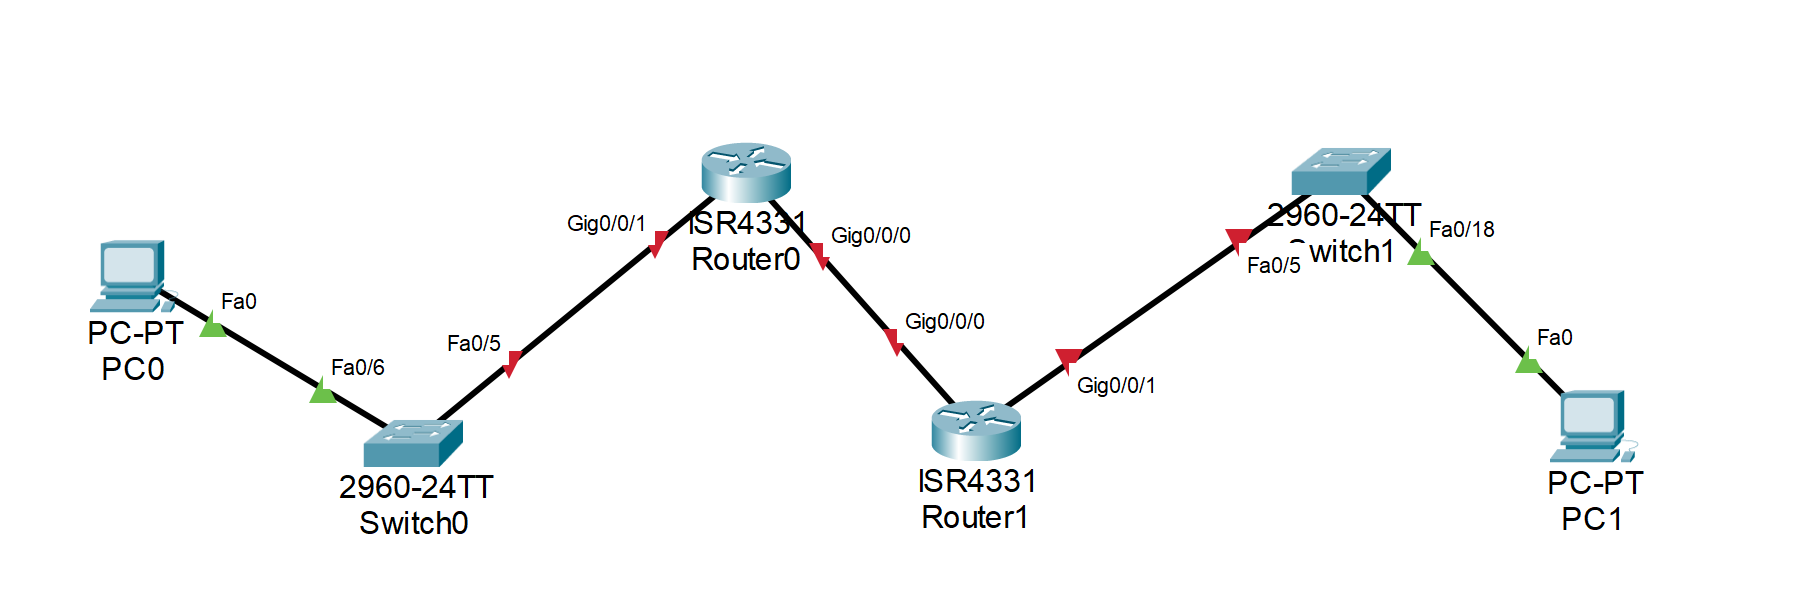 PC-PT
PC0
Fa0
Fa0/6
2960-24TT
Switch0
Fa0/5
Gig0/0/1
ISR4331
Router0
Gig0/0/0
Gig0/0/0
ISR4331
Router1
Gig0/0/1
Fa0/5
2960-24TT
Switch1
Fa0/18
Fa0
PC-PT
PC1